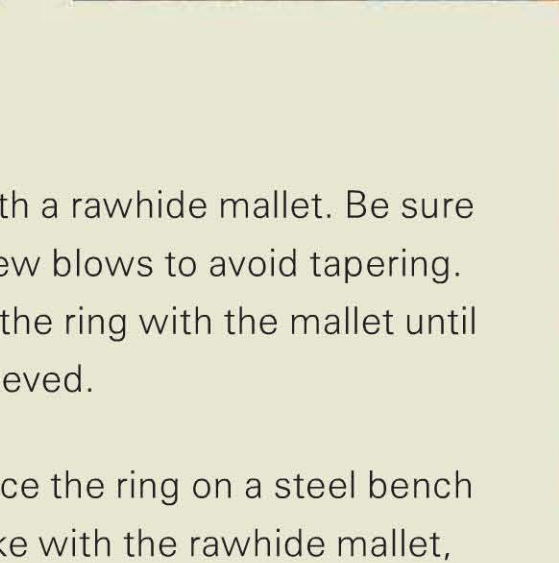 th a rawhide mallet. Be sure
ew blows to avoid tapering.
the ring with the mallet until
eved.
ce the ring on a steel bench
ke with the rawhide mallet,